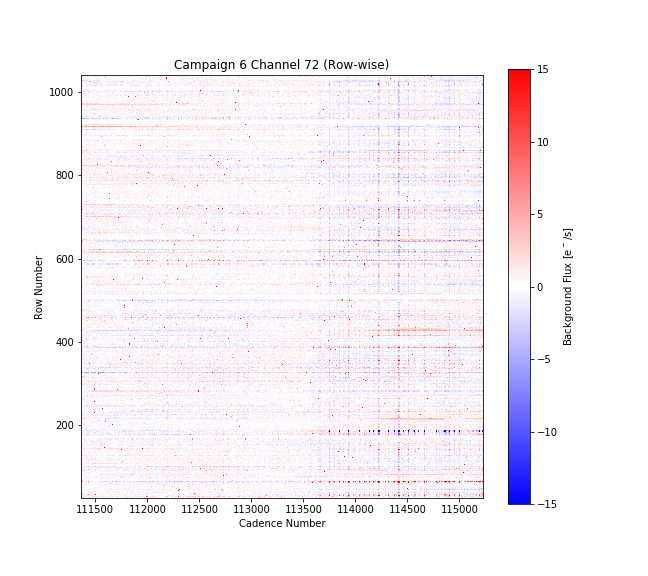 Campaign 6 Channel 72 (Row-wise)
1000
800
600
400
200
Row Number
111500 112000 112500 113000 113500 114000 114500 115000
Cadence Number
15
10
5
0
−5
−10
−15
Background Flux [e⁻/s]